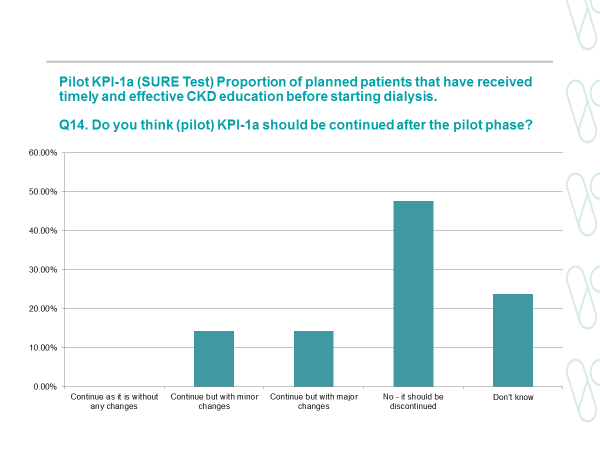 Pilot KPI-1a (SURE Test) Proportion of planned patients that have received
timely and effective CKD education before starting dialysis.
Q14. Do you think (pilot) KPI-1a should be continued after the pilot phase?
60.00%
50.00%
40.00%
30.00%
20.00%
10.00%
0.00%
Continue as it is without
any changes
Continue but with minor
changes
Continue but with major
changes
No - it should be
discontinued
Don't know